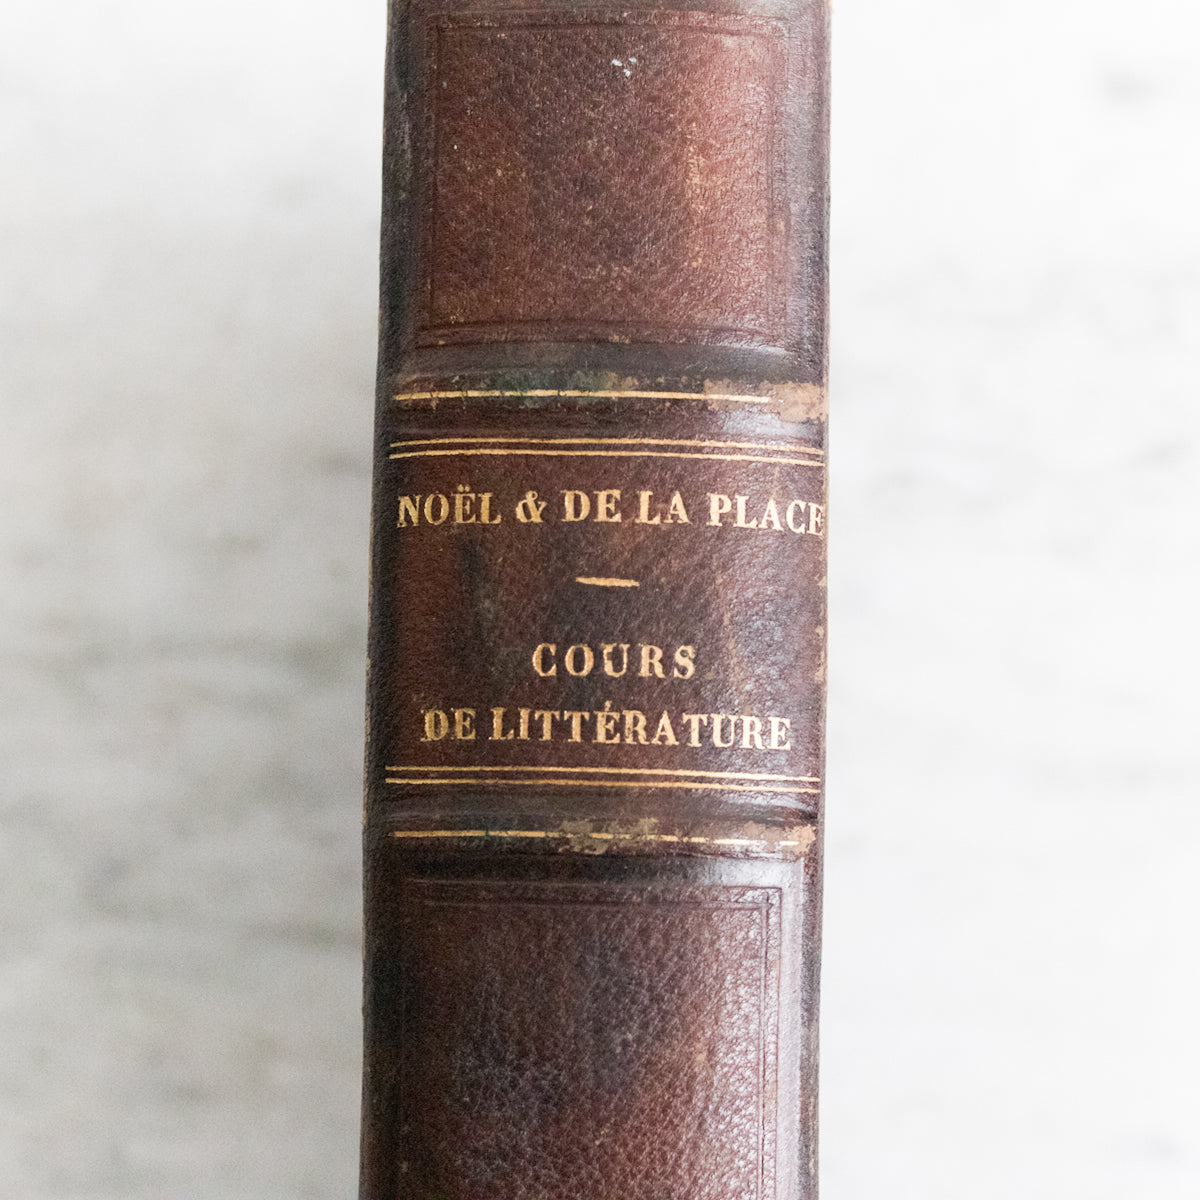 NOËL & DE LA PLACE
COURS
DE LITTÉRATURE